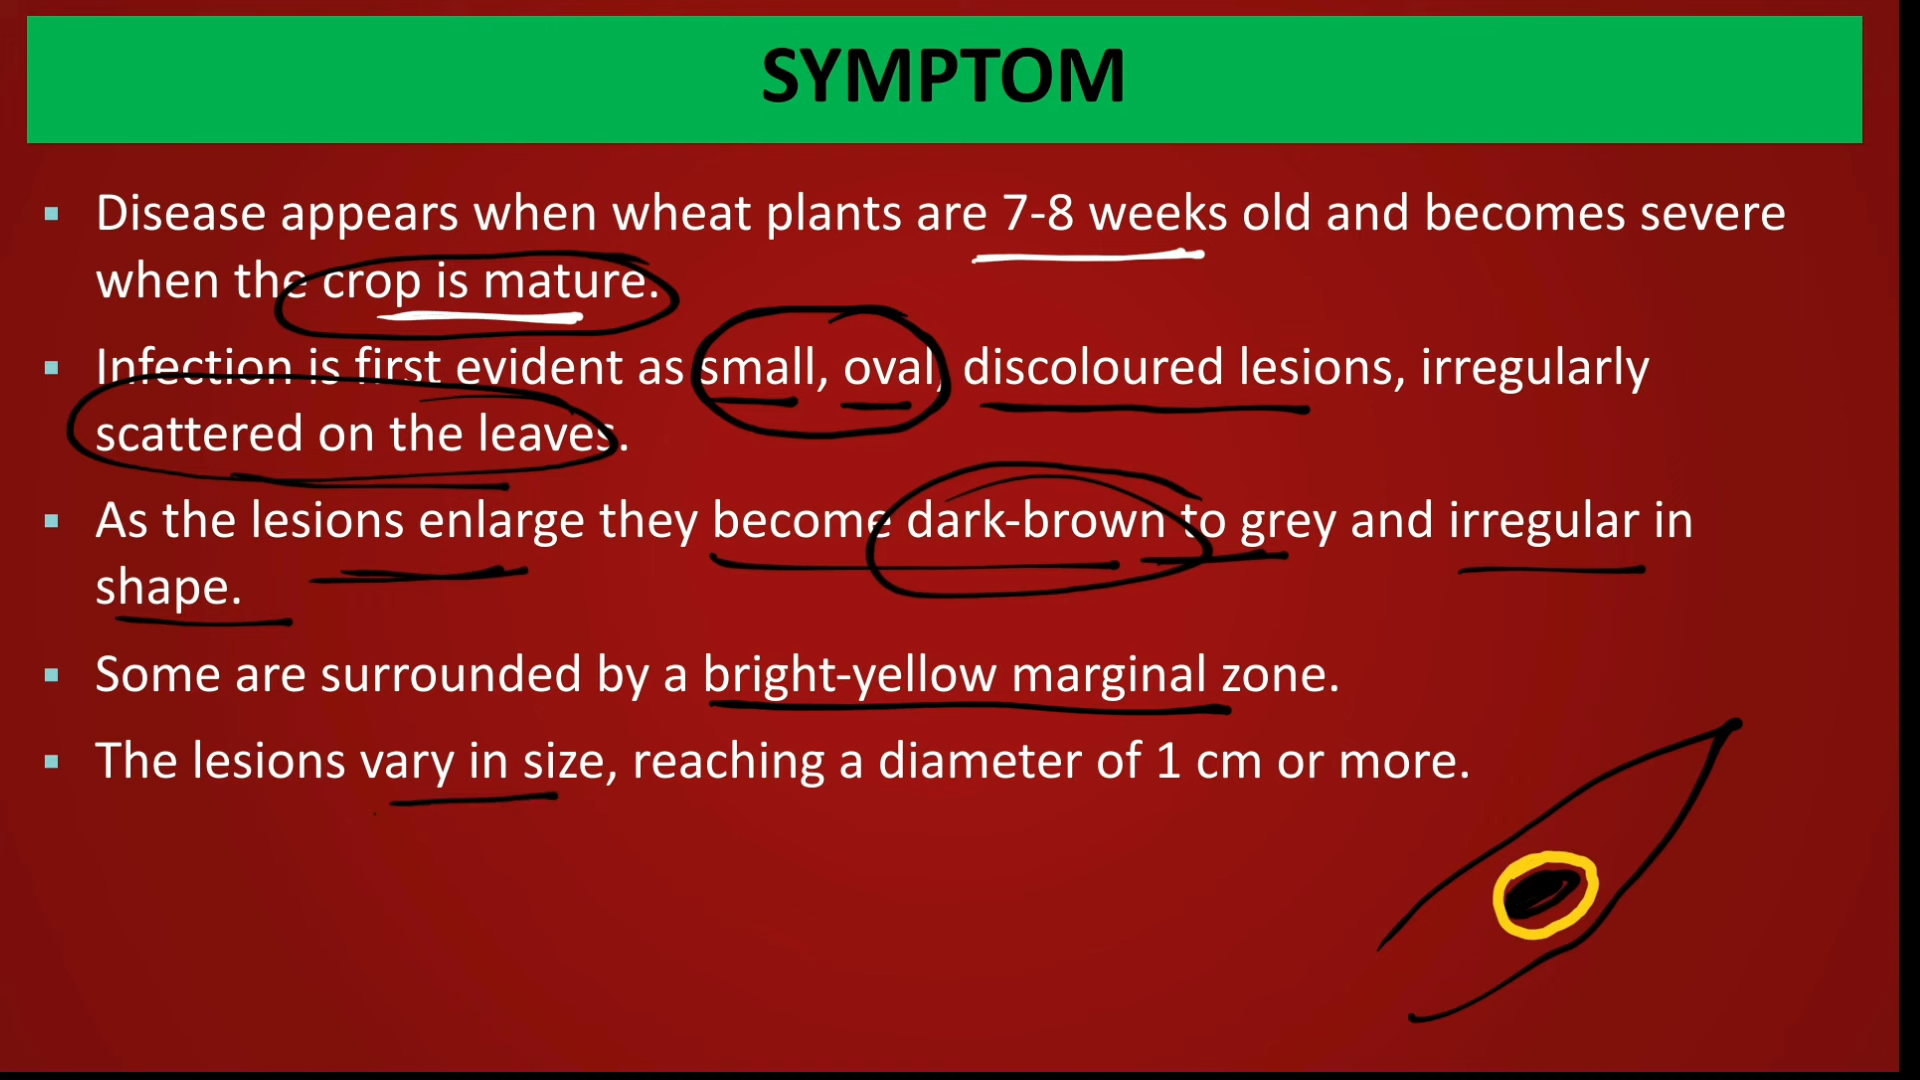 SYMPTOM
▪ Disease appears when wheat plants are 7-8 weeks old and becomes severe
when the crop is mature.
▪ Infection is first evident as small, oval, discoloured lesions, irregularly
scattered on the leaves.
▪ As the lesions enlarge they become dark-brown to grey and irregular in
shape.
▪ Some are surrounded by a bright-yellow marginal zone.
▪ The lesions vary in size, reaching a diameter of 1 cm or more.